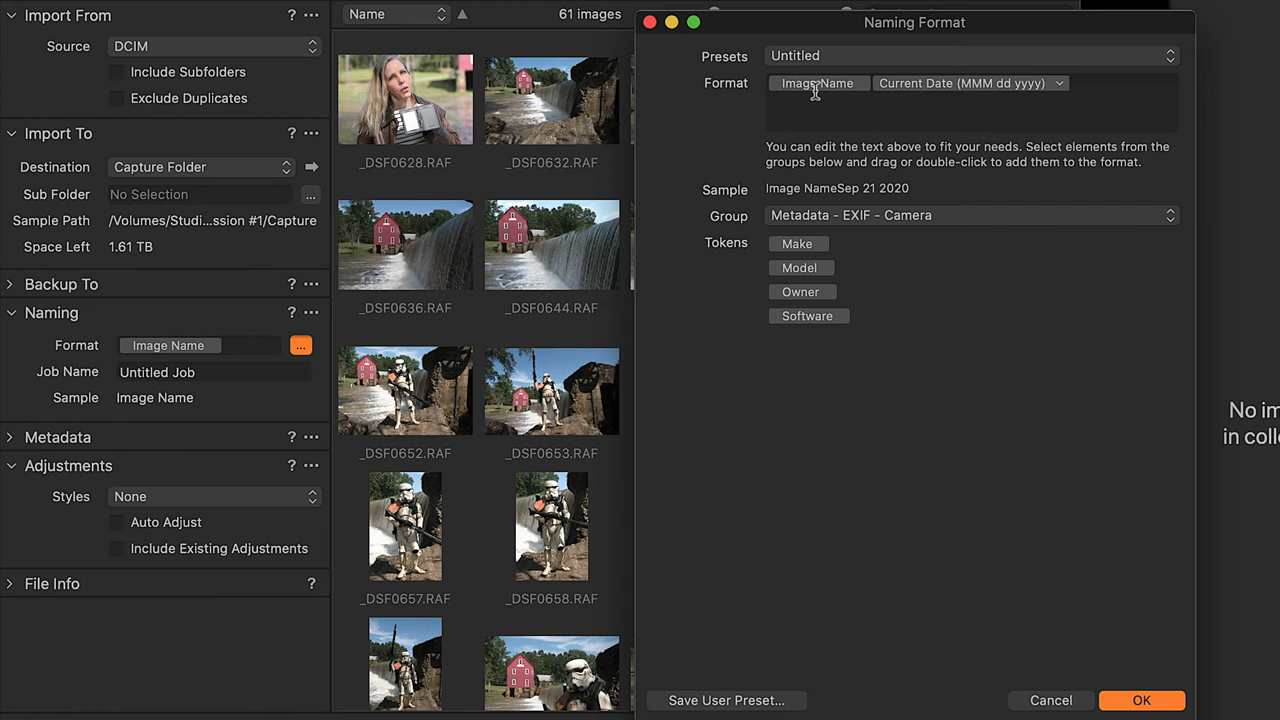 Import From
? ...
Source
DCIM
Include Subfolders
Exclude Duplicates
Import To
? ...
Destination
Capture Folder
Sub Folder
No Selection
...
Sample Path
/Volumes/Studi...ssion #1/Capture
Space Left
1.61 TB
Backup To
? ...
Naming
? ...
Format
Image Name
...
Job Name
Untitled Job
Sample
Image Name
Metadata
? ...
Adjustments
? ...
Styles
None
Auto Adjust
Include Existing Adjustments
File Info
?
Name
61 images
_DSF0628.RAF
_DSF0632.RAF
_DSF0636.RAF
_DSF0644.RAF
_DSF0652.RAF
_DSF0653.RAF
_DSF0657.RAF
_DSF0658.RAF
Naming Format
Presets
Untitled
Format
Image Name
Current Date (MMM dd yyyy)
You can edit the text above to fit your needs. Select elements from the
groups below and drag or double-click to add them to the format.
Sample
Image NameSep 21 2020
Group
Metadata - EXIF - Camera
Tokens
Make
Model
Owner
Software
Save User Preset...
Cancel
OK
No im
in colle